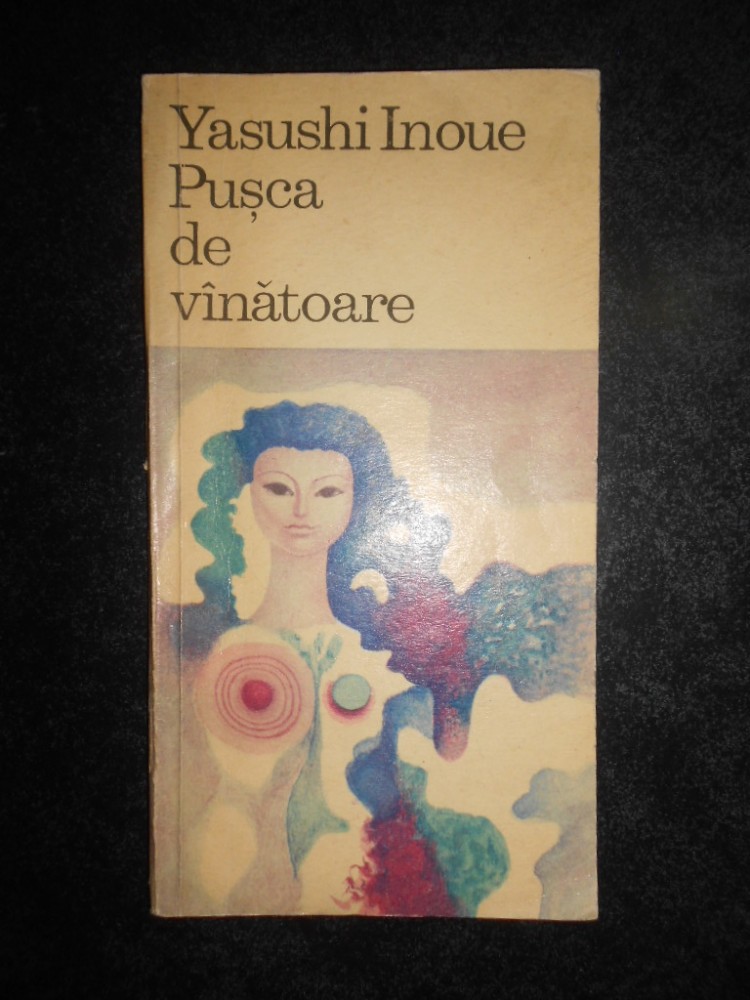 Yasushi Inoue
Pușca
de
vînătoare